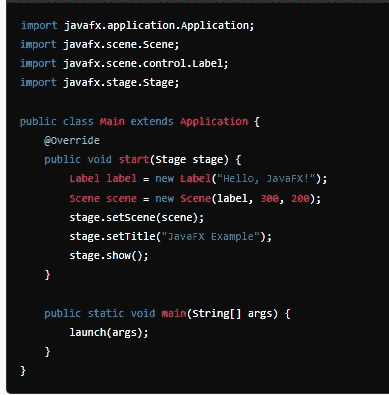 import javafx.application.Application;
import javafx.scene.Scene;
import javafx.scene.control.Label;
import javafx.stage.Stage;

public class Main extends Application {
    @Override
    public void start(Stage stage) {
        Label label = new Label("Hello, JavaFX!");
        Scene scene = new Scene(label, 300, 200);
        stage.setScene(scene);
        stage.setTitle("JavaFX Example");
        stage.show();
    }

    public static void main(String[] args) {
        launch(args);
    }
}